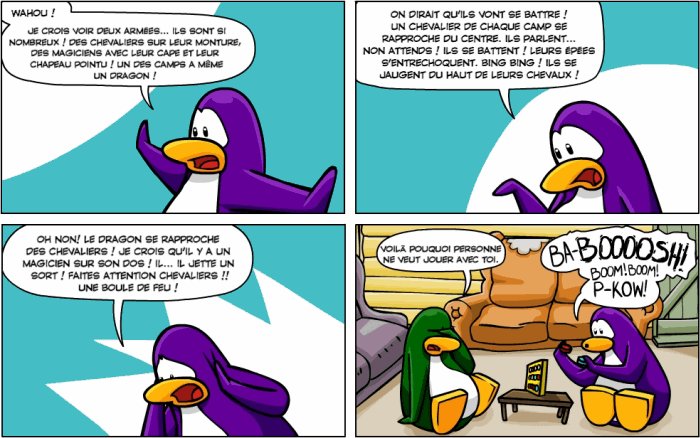 WAHOU !
JE CROIS VOIR DEUX ARMÉES... ILS SONT SI
NOMBREUX ! DES CHEVALIERS SUR LEUR MONTURE,
DES MAGICIENS AVEC LEUR CAPE ET LEUR
CHAPEAU POINTU ! UN DES CAMPS A MÊME
UN DRAGON !
ON DIRAIT QU'ILS VONT SE BATTRE !
UN CHEVALIER DE CHAQUE CAMP SE
RAPPROCHE DU CENTRE. ILS PARLENT...
NON ATTENDS ! ILS SE BATTENT ! LEURS ÉPÉES
S'ENTRECHOQUENT. BING BING ! ILS SE
JAUGENT DU HAUT DE LEURS CHEVAUX !
OH NON! LE DRAGON SE RAPPROCHE
DES CHEVALIERS ! JE CROIS QU'IL Y A UN
MAGICIEN SUR SON DOS ! IL... IL JETTE UN
SORT ! FAITES ATTENTION CHEVALIERS !!
UNE BOULE DE FEU !
VOILÀ POUQUOI PERSONNE
NE VEUT JOUER AVEC TOI.
BA-BOOOOSH!
BOOM! BOOM!
P-KOW!